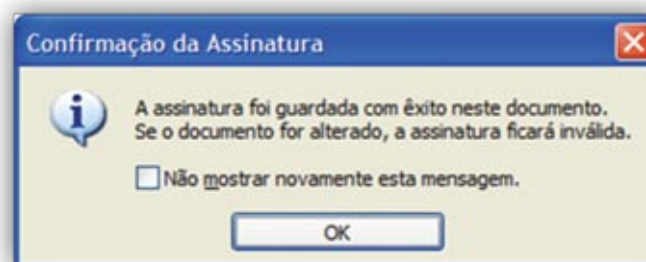 Confirmação da Assinatura
A assinatura foi guardada com êxito neste documento.
Se o documento for alterado, a assinatura ficará inválida.
Não mostrar novamente esta mensagem.
OK